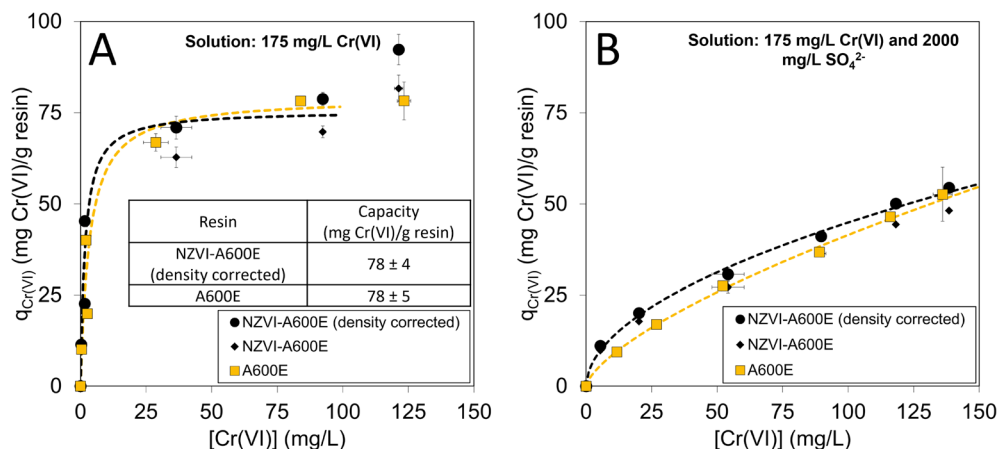 A
Solution: 175 mg/L Cr(VI)
qCr(VI) (mg Cr(VI)/g resin)
100
75
50
25
0
Resin
Capacity
(mg Cr(VI)/g resin)
NZVI-A600E
(density corrected)
78 ± 4
A600E
78 ± 5
NZVI-A600E (density corrected)
NZVI-A600E
A600E
0
25
50
75
100
125
150
[Cr(VI)] (mg/L)
B
Solution: 175 mg/L Cr(VI) and 2000
mg/L SO₄²⁻
qCr(VI) (mg Cr(VI)/g resin)
100
75
50
25
0
NZVI-A600E (density corrected)
NZVI-A600E
A600E
0
25
50
75
100
125
150
[Cr(VI)] (mg/L)